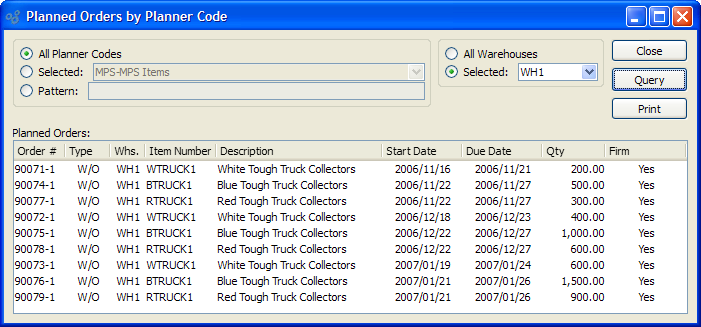 Planned Orders by Planner Code
All Planner Codes
Selected: MPS-MPS Items
Pattern:
All Warehouses
Selected: WH1
Close
Query
Print
Planned Orders:
Order # Type Whs. Item Number Description Start Date Due Date Qty Firm
90071-1 W/O WH1 WTRUCK1 White Tough Truck Collectors 2006/11/16 2006/11/21 200.00 Yes
90074-1 W/O WH1 BTRUCK1 Blue Tough Truck Collectors 2006/11/22 2006/11/27 500.00 Yes
90077-1 W/O WH1 RTRUCK1 Red Tough Truck Collectors 2006/11/22 2006/11/27 300.00 Yes
90072-1 W/O WH1 WTRUCK1 White Tough Truck Collectors 2006/12/18 2006/12/23 400.00 Yes
90075-1 W/O WH1 BTRUCK1 Blue Tough Truck Collectors 2006/12/22 2006/12/27 1,000.00 Yes
90078-1 W/O WH1 RTRUCK1 Red Tough Truck Collectors 2006/12/22 2006/12/27 600.00 Yes
90073-1 W/O WH1 WTRUCK1 White Tough Truck Collectors 2007/01/19 2007/01/24 600.00 Yes
90076-1 W/O WH1 BTRUCK1 Blue Tough Truck Collectors 2007/01/21 2007/01/26 1,500.00 Yes
90079-1 W/O WH1 RTRUCK1 Red Tough Truck Collectors 2007/01/21 2007/01/26 900.00 Yes